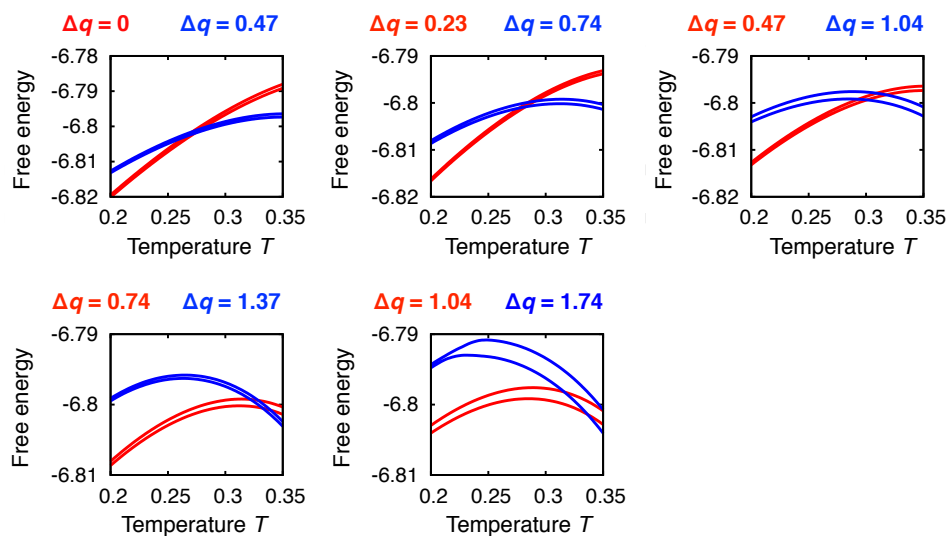 Δq = 0 Δq = 0.47
Free energy
-6.78
-6.79
-6.8
-6.81
-6.82
0.2 0.25 0.3 0.35
Temperature T
Δq = 0.23 Δq = 0.74
Free energy
-6.79
-6.8
-6.81
-6.82
0.2 0.25 0.3 0.35
Temperature T
Δq = 0.47 Δq = 1.04
Free energy
-6.79
-6.8
-6.81
-6.82
0.2 0.25 0.3 0.35
Temperature T
Δq = 0.74 Δq = 1.37
Free energy
-6.79
-6.8
-6.81
0.2 0.25 0.3 0.35
Temperature T
Δq = 1.04 Δq = 1.74
Free energy
-6.79
-6.8
-6.81
0.2 0.25 0.3 0.35
Temperature T